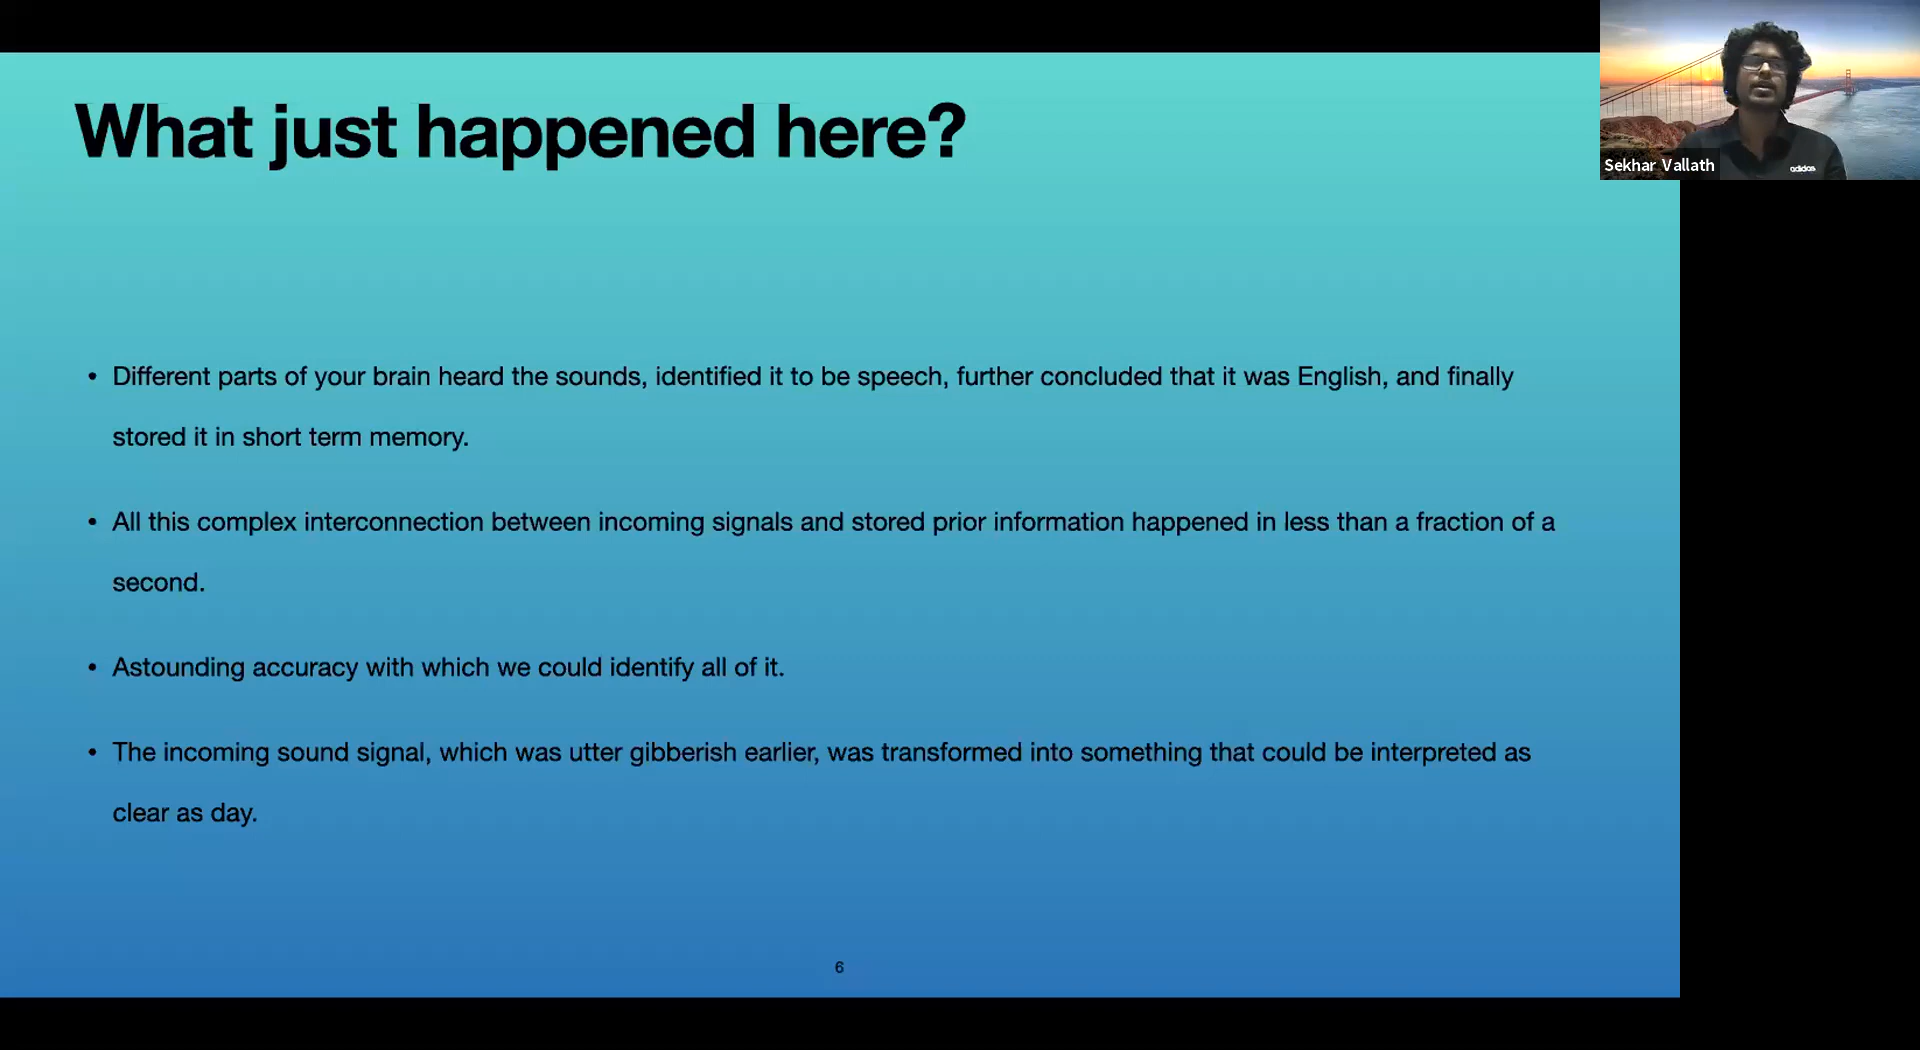 What just happened here?
Sekhar Vallath
adidas
• Different parts of your brain heard the sounds, identified it to be speech, further concluded that it was English, and finally
stored it in short term memory.
• All this complex interconnection between incoming signals and stored prior information happened in less than a fraction of a
second.
• Astounding accuracy with which we could identify all of it.
• The incoming sound signal, which was utter gibberish earlier, was transformed into something that could be interpreted as
clear as day.
6